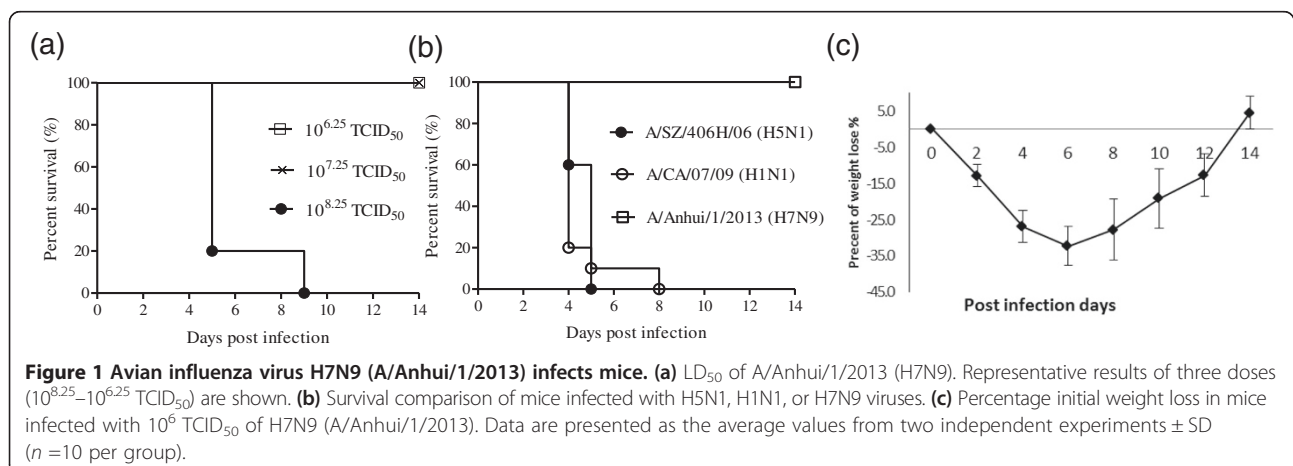 (a)
Percent survival (%)
100
80
60
40
20
0
0 2 4 6 8 10 12 14
Days post infection
10^6.25 TCID50
10^7.25 TCID50
10^8.25 TCID50
(b)
Percent survival (%)
100
80
60
40
20
0
0 2 4 6 8 10 12 14
Days post infection
A/SZ/406H/06 (H5N1)
A/CA/07/09 (H1N1)
A/Anhui/1/2013 (H7N9)
(c)
Precent of weight lose %
5.0
-5.0
-15.0
-25.0
-35.0
-45.0
0 2 4 6 8 10 12 14
Post infection days
Figure 1 Avian influenza virus H7N9 (A/Anhui/1/2013) infects mice. (a) LD50 of A/Anhui/1/2013 (H7N9). Representative results of three doses
(10^8.25–10^6.25 TCID50) are shown. (b) Survival comparison of mice infected with H5N1, H1N1, or H7N9 viruses. (c) Percentage initial weight loss in mice
infected with 10^6 TCID50 of H7N9 (A/Anhui/1/2013). Data are presented as the average values from two independent experiments ± SD
(n =10 per group).